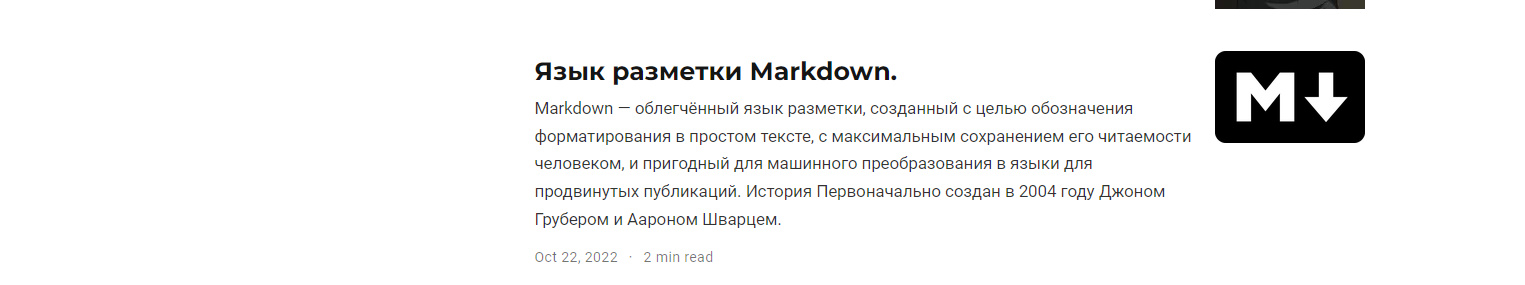 Язык разметки Markdown.
Markdown — облегчённый язык разметки, созданный с целью обозначения
форматирования в простом тексте, с максимальным сохранением его читаемости
человеком, и пригодный для машинного преобразования в языки для
продвинутых публикаций. История Первоначально создан в 2004 году Джоном
Грубером и Аароном Шварцем.
Oct 22, 2022 · 2 min read
M